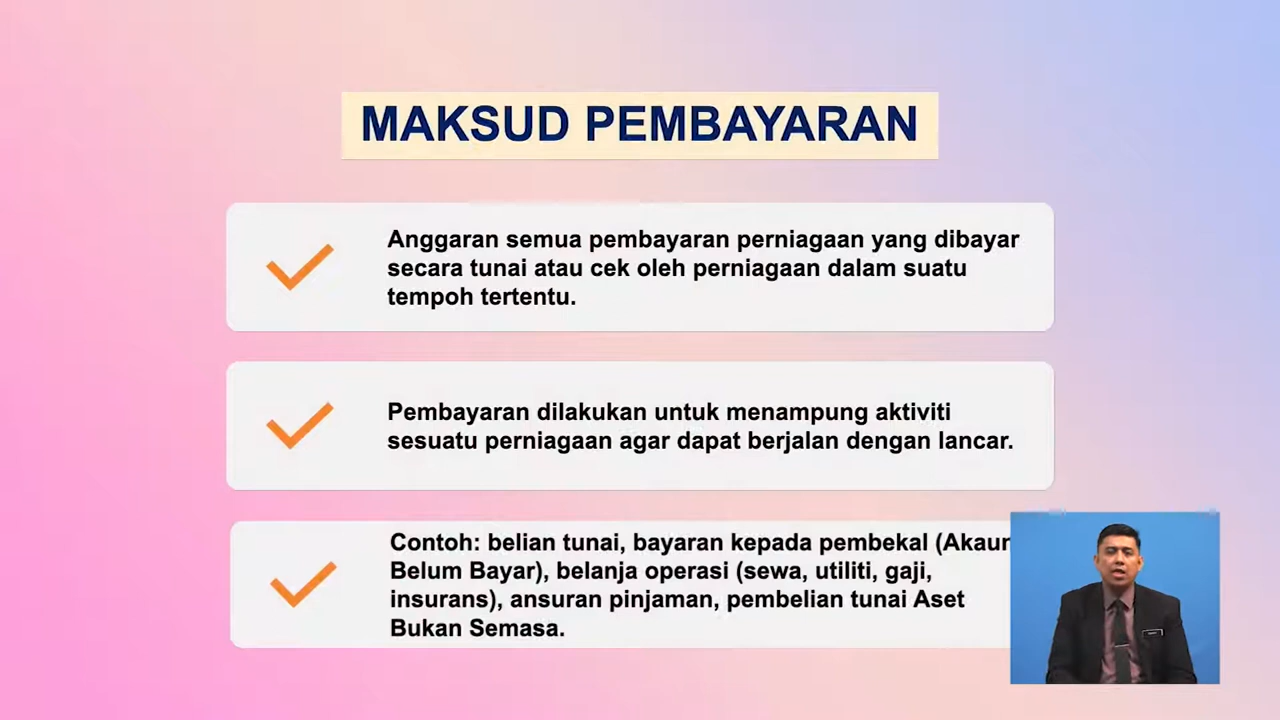 MAKSUD PEMBAYARAN
Anggaran semua pembayaran perniagaan yang dibayar
secara tunai atau cek oleh perniagaan dalam suatu
tempoh tertentu.
Pembayaran dilakukan untuk menampung aktiviti
sesuatu perniagaan agar dapat berjalan dengan lancar.
Contoh: belian tunai, bayaran kepada pembekal (Akaun
Belum Bayar), belanja operasi (sewa, utiliti, gaji,
insurans), ansuran pinjaman, pembelian tunai Aset
Bukan Semasa.